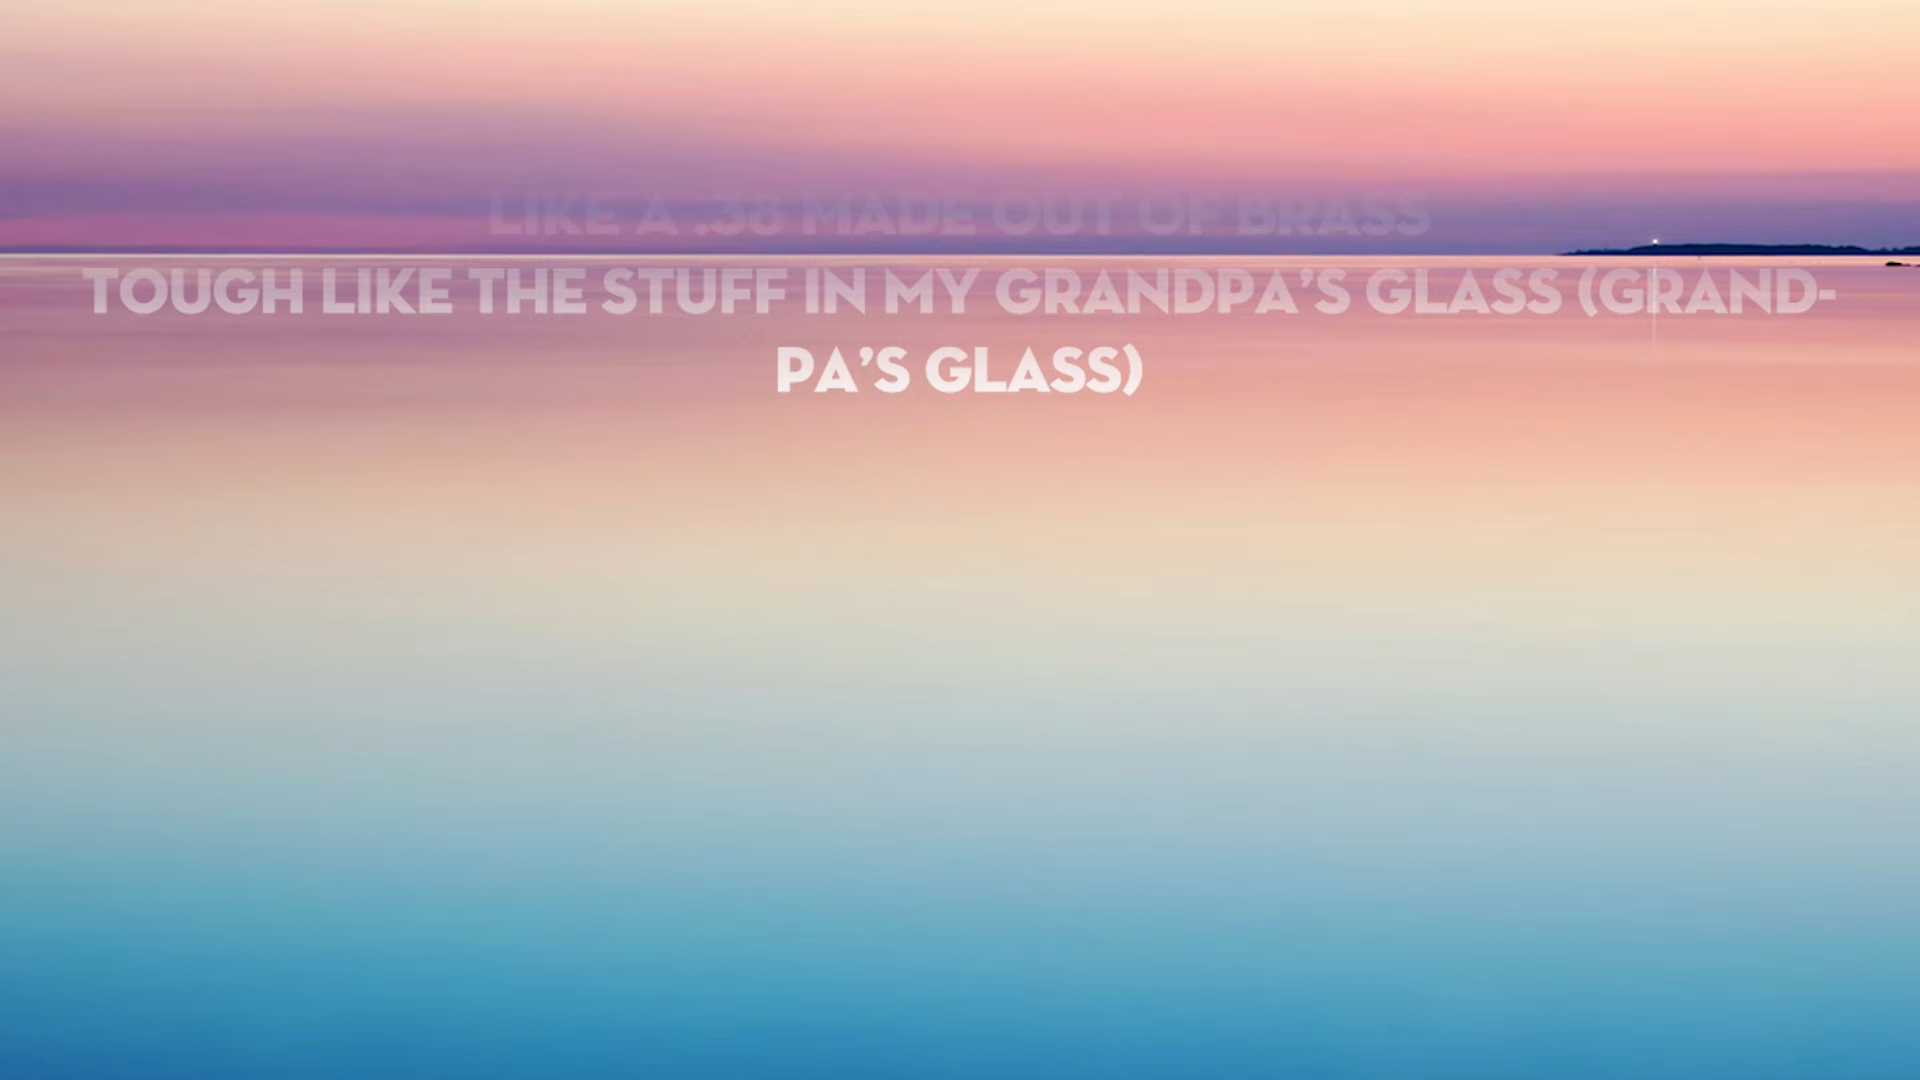 LIKE A .38 MADE OUT OF BRASS
TOUGH LIKE THE STUFF IN MY GRANDPA’S GLASS (GRAND-
PA’S GLASS)